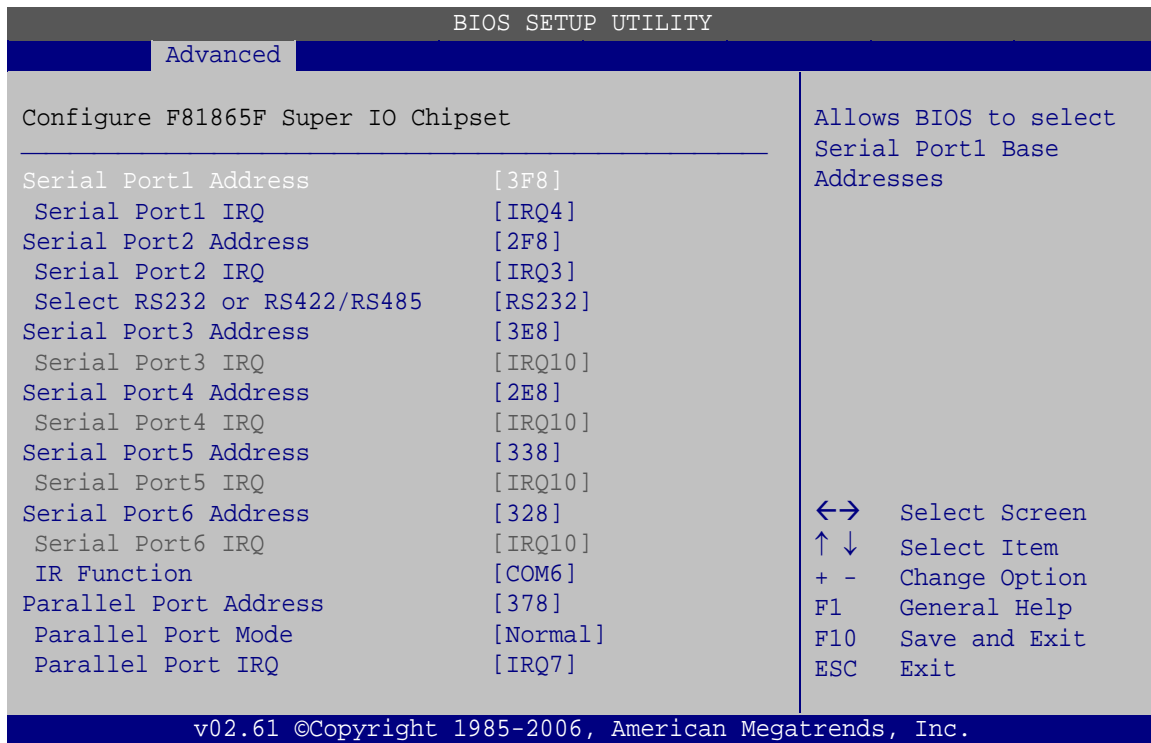 BIOS SETUP UTILITY
Advanced
Configure F81865F Super IO Chipset
Serial Port1 Address [3F8]
Serial Port1 IRQ [IRQ4]
Serial Port2 Address [2F8]
Serial Port2 IRQ [IRQ3]
Select RS232 or RS422/RS485 [RS232]
Serial Port3 Address [3E8]
Serial Port3 IRQ [IRQ10]
Serial Port4 Address [2E8]
Serial Port4 IRQ [IRQ10]
Serial Port5 Address [338]
Serial Port5 IRQ [IRQ10]
Serial Port6 Address [328]
Serial Port6 IRQ [IRQ10]
IR Function [COM6]
Parallel Port Address [378]
Parallel Port Mode [Normal]
Parallel Port IRQ [IRQ7]
Allows BIOS to select
Serial Port1 Base
Addresses
←→ Select Screen
↑ ↓ Select Item
+ - Change Option
F1 General Help
F10 Save and Exit
ESC Exit
v02.61 ©Copyright 1985-2006, American Megatrends, Inc.